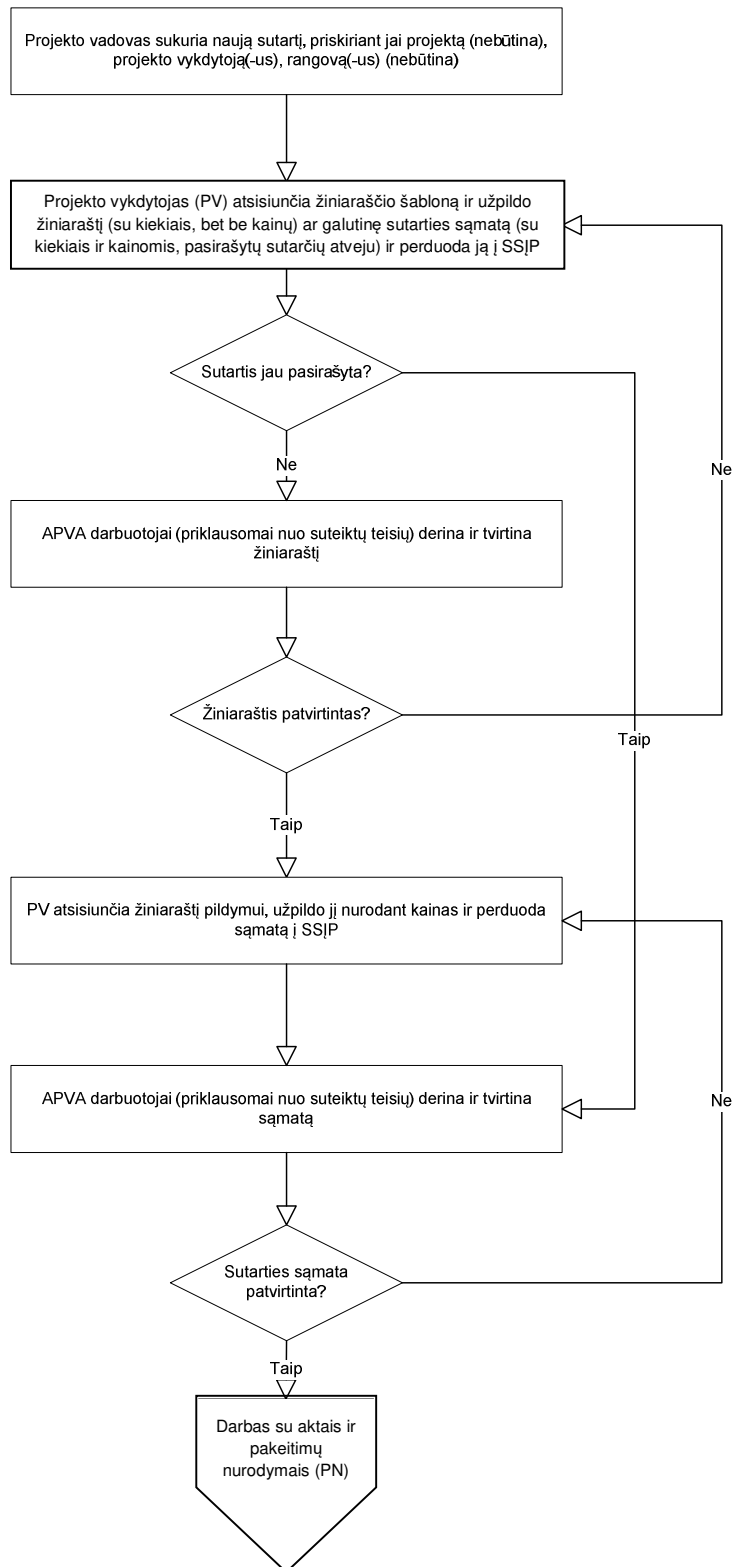 Projekto vadovas sukuria naują sutartį, priskiriant jai projektą (nebūtina),
projekto vykdytoją(-us), rangovą(-us) (nebūtina)
Projekto vykdytojas (PV) atsisiunčia žiniaraščio šabloną ir užpildo
žiniaraštį (su kiekiais, bet be kainų) ar galutinę sutarties sąmatą (su
kiekiais ir kainomis, pasirašytų sutarčių atveju) ir perduoda ją į SSĮP
Sutartis jau pasirašyta?
Ne
Ne
APVA darbuotojai (priklausomai nuo suteiktų teisių) derina ir tvirtina
žiniaraštį
Žiniaraštis patvirtintas?
Taip
Taip
PV atsisiunčia žiniaraštį pildymui, užpildo jį nurodant kainas ir perduoda
sąmatą į SSĮP
APVA darbuotojai (priklausomai nuo suteiktų teisių) derina ir tvirtina
sąmatą
Ne
Sutarties sąmata
patvirtinta?
Taip
Darbas su aktais ir
pakeitimų
nurodymais (PN)